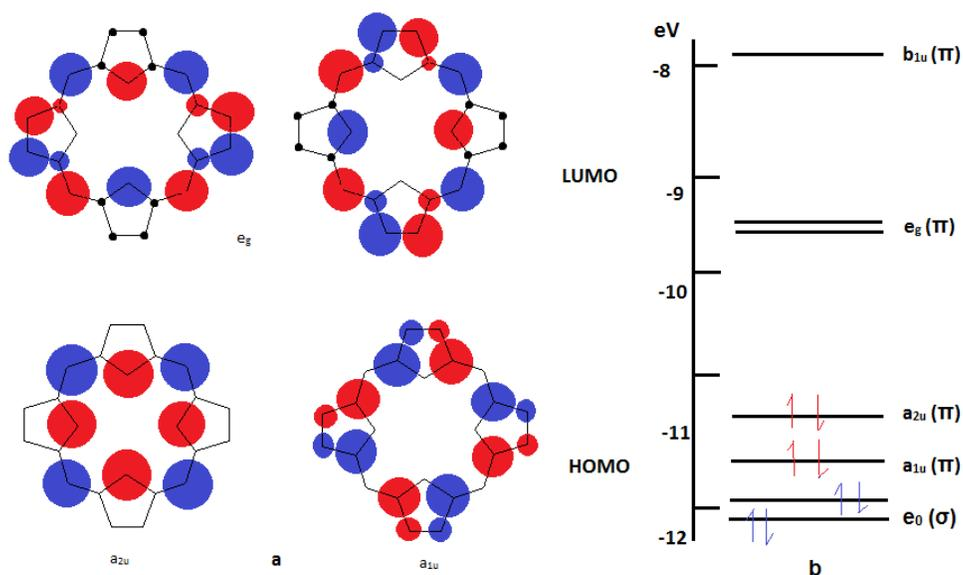 eV
-8
b1u (π)
LUMO
-9
eg (π)
eg
-10
a2u (π)
-11
a1u (π)
HOMO
e0 (σ)
-12
a2u
a
a1u
b